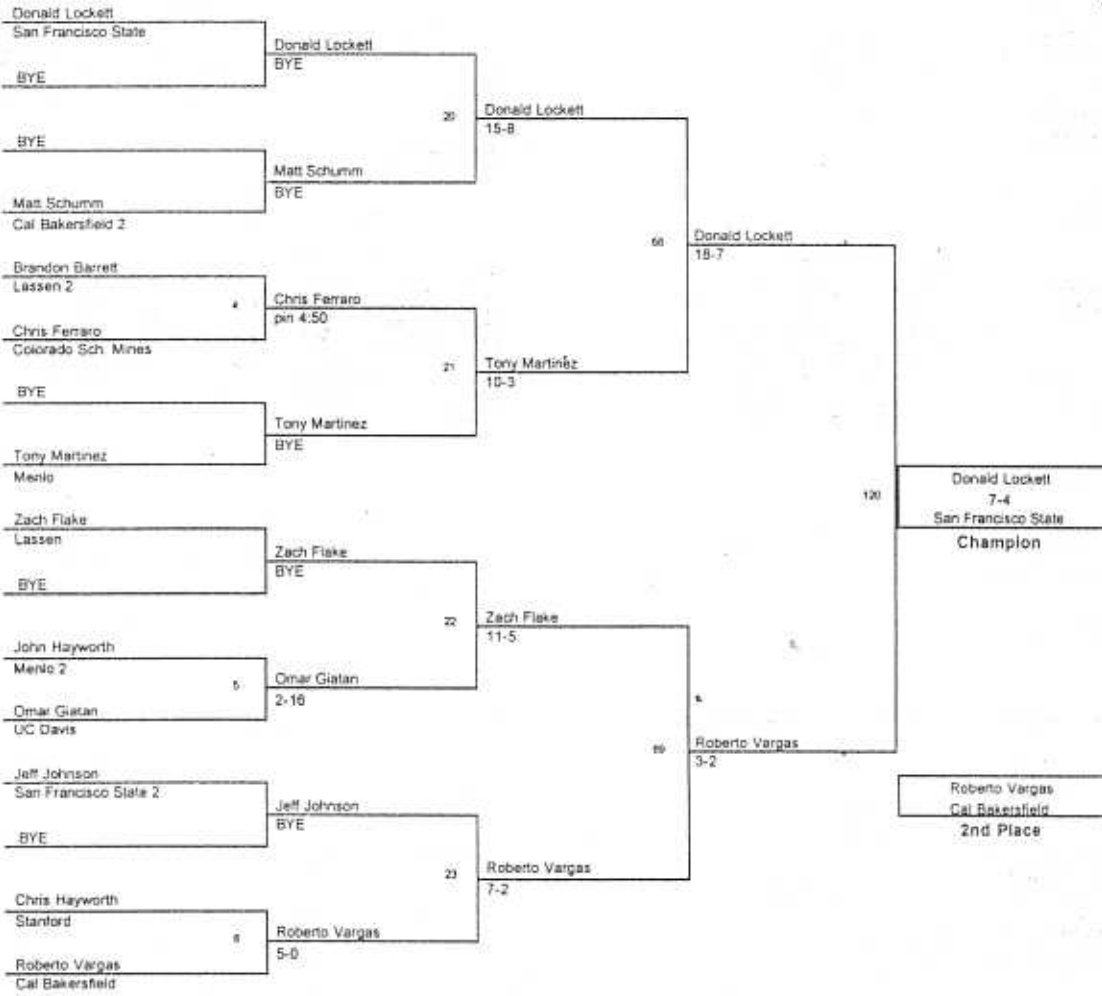 Donald Lockett
San Francisco State
BYE
BYE
Matt Schumm
Cal Bakersfield 2
Brandon Barrett
Lassen 2
4
Chris Ferraro
Colorado Sch. Mines
BYE
Tony Martinez
Menlo
Zach Flake
Lassen
BYE
John Hayworth
Menlo 2
5
Omar Giatan
UC Davis
Jeff Johnson
San Francisco State 2
BYE
Chris Hayworth
Stanford
6
Roberto Vargas
Cal Bakersfield
Donald Lockett
BYE
20
Matt Schumm
BYE
Chris Ferraro
pin 4:50
21
Tony Martinez
BYE
Zach Flake
BYE
22
Omar Giatan
2-16
Jeff Johnson
BYE
23
Roberto Vargas
5-0
Donald Lockett
15-8
Tony Martinez
10-3
Zach Flake
11-5
69
Roberto Vargas
7-2
Donald Lockett
18-7
Roberto Vargas
3-2
120
Donald Lockett
7-4
San Francisco State
Champion
Roberto Vargas
Cal Bakersfield
2nd Place